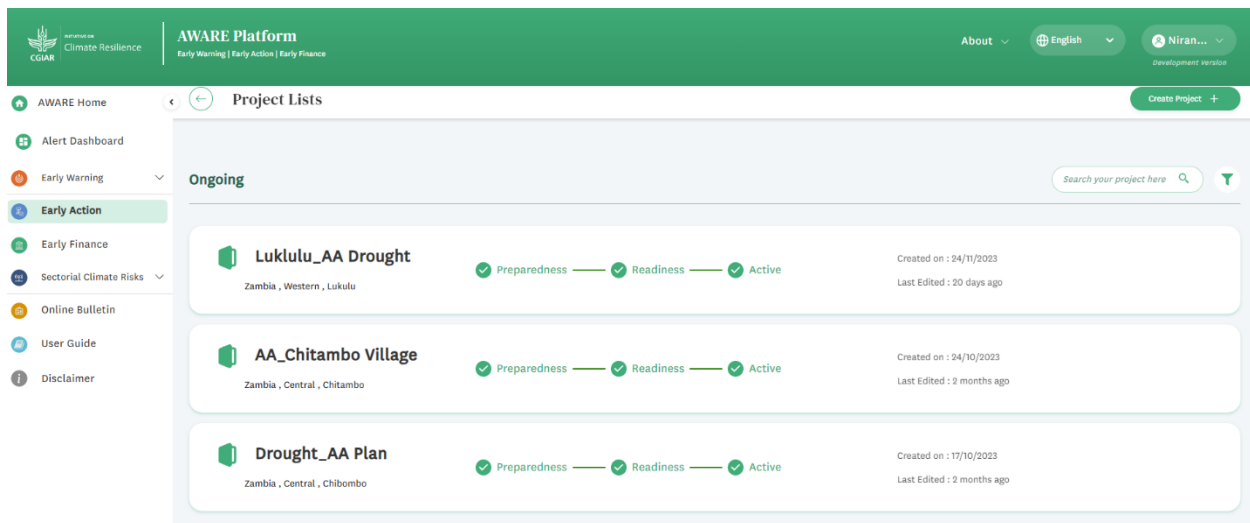 INITIATIVE ON
Climate Resilience
CGIAR
AWARE Platform
Early Warning | Early Action | Early Finance
About
English
Niran...
Development Version
AWARE Home
Alert Dashboard
Early Warning
Early Action
Early Finance
Sectorial Climate Risks
Online Bulletin
User Guide
Disclaimer
Project Lists
Create Project +
Ongoing
Search your project here
Luklulu_AA Drought
Zambia , Western , Lukulu
Preparedness Readiness Active
Created on : 24/11/2023
Last Edited : 20 days ago
AA_Chitambo Village
Zambia , Central , Chitambo
Preparedness Readiness Active
Created on : 24/10/2023
Last Edited : 2 months ago
Drought_AA Plan
Zambia , Central , Chibombo
Preparedness Readiness Active
Created on : 17/10/2023
Last Edited : 2 months ago